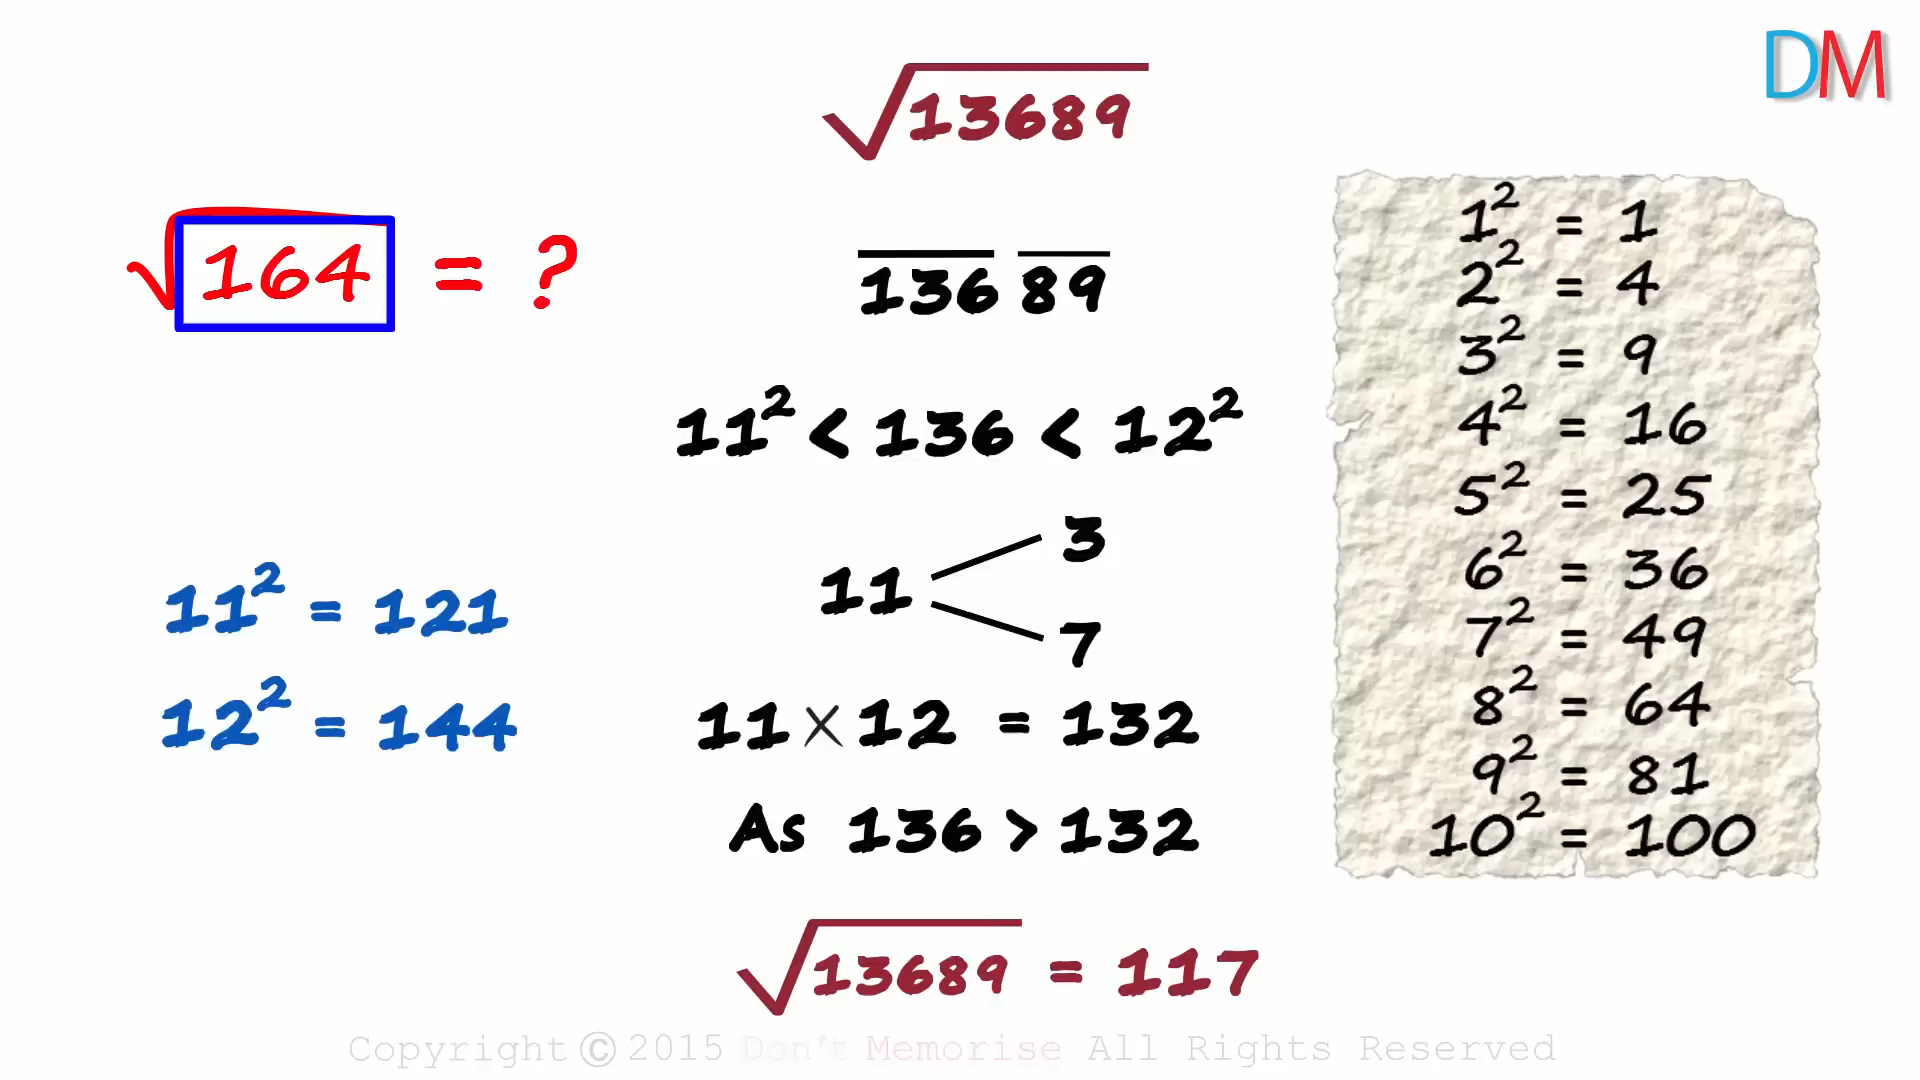 DM
√13689
√164 = ?
136 89
11² < 136 < 12²
11
3
7
11² = 121
12² = 144
11 × 12 = 132
As 136 > 132
√13689 = 117
1² = 1
2² = 4
3² = 9
4² = 16
5² = 25
6² = 36
7² = 49
8² = 64
9² = 81
10² = 100
Copyright © 2015 Don't Memorise All Rights Reserved